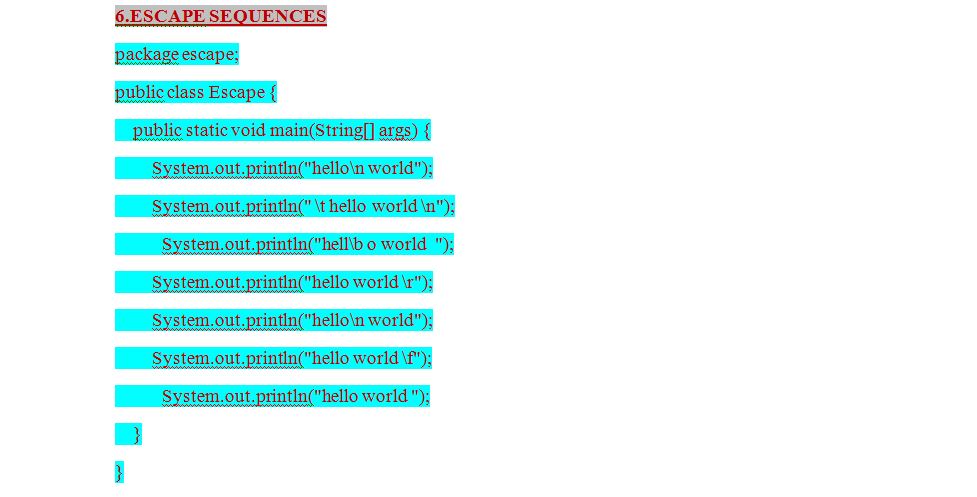 6.ESCAPE SEQUENCES
package escape;
public class Escape {
public static void main(String[] args) {
System.out.println("hello\n world");
System.out.println(" \t hello world \n");
System.out.println("hell\b o world  ");
System.out.println("hello world \r");
System.out.println("hello\n world");
System.out.println("hello world \f");
System.out.println("hello world ");
}
}